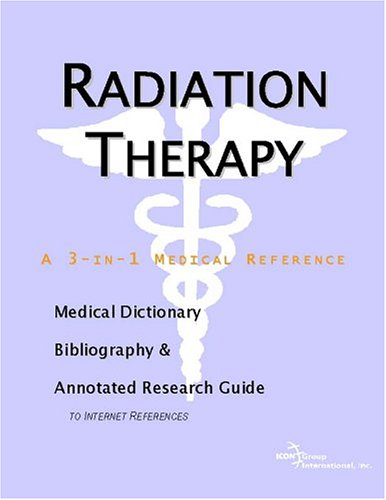 RADIATION
THERAPY
A 3-IN-1 MEDICAL REFERENCE
Medical Dictionary
Bibliography &
Annotated Research Guide
TO INTERNET REFERENCES
ICON Group
International, Inc.